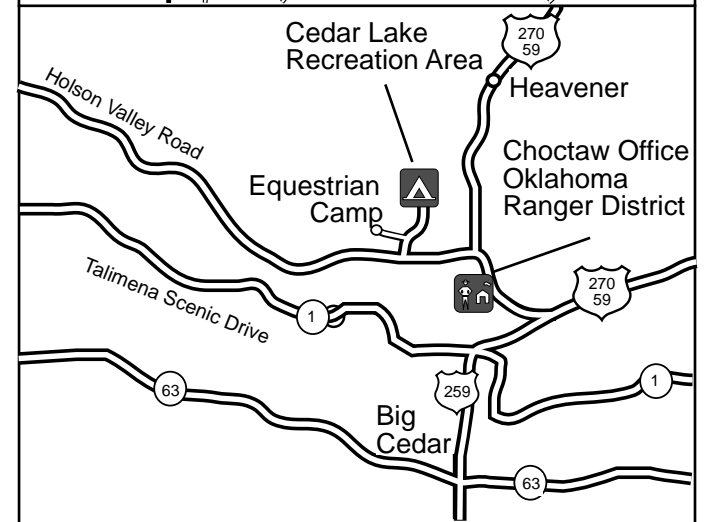 Cedar Lake
Recreation Area
270
59
Heavener
Holson Valley Road
Choctaw Office
Oklahoma
Ranger District
Equestrian
Camp
270
59
Talimena Scenic Drive
1
1
63
259
Big
Cedar
63